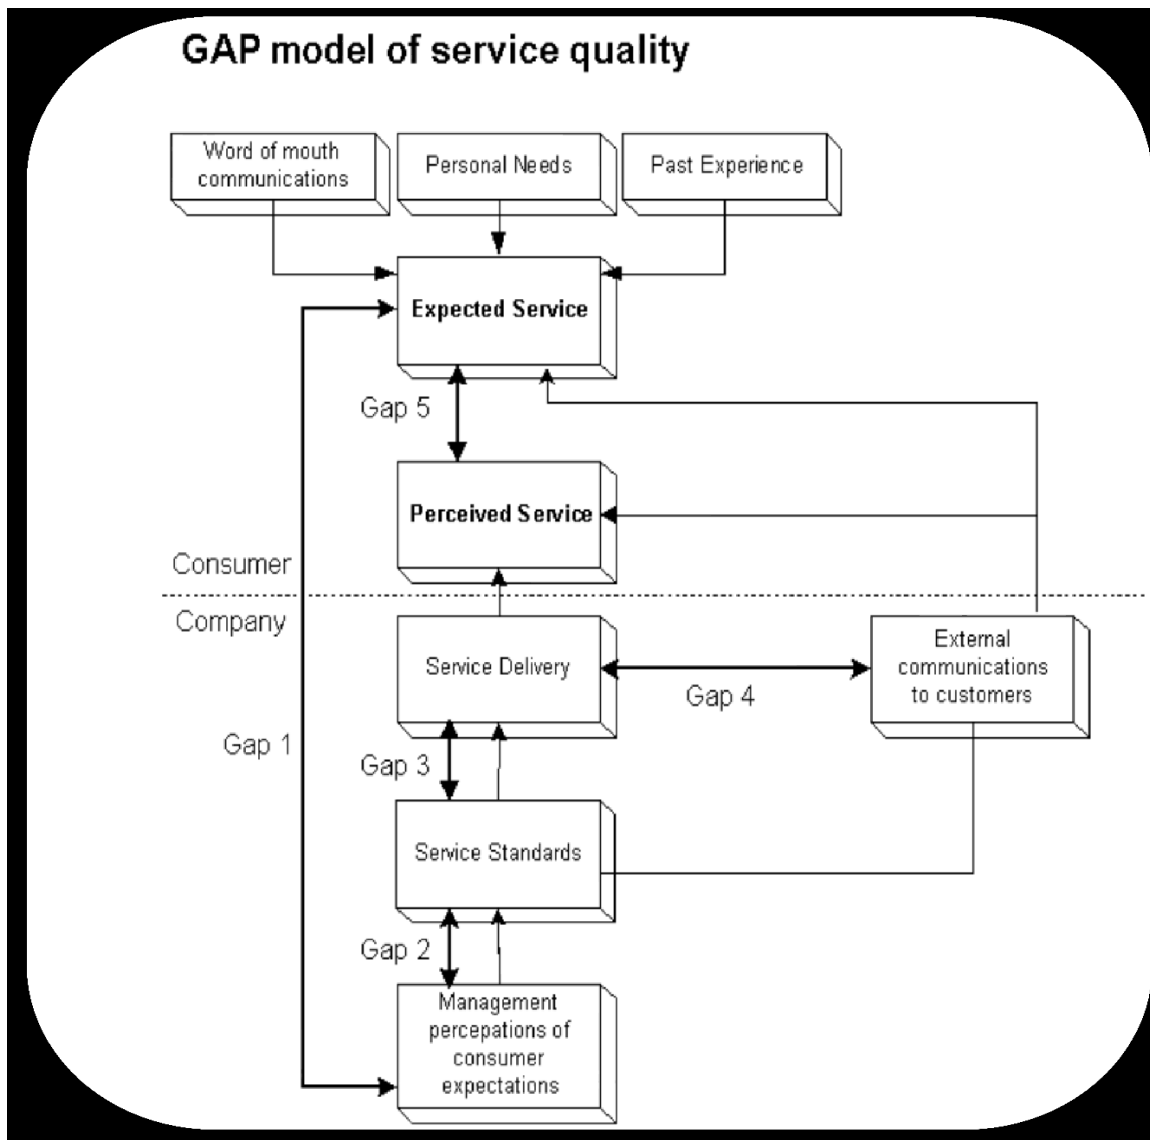 GAP model of service quality
Word of mouth
communications
Personal Needs
Past Experience
Expected Service
Gap 5
Perceived Service
Consumer
Company
Service Delivery
External
communications
to customers
Gap 4
Gap 1
Gap 3
Service Standards
Gap 2
Management
percepations of
consumer
expectations